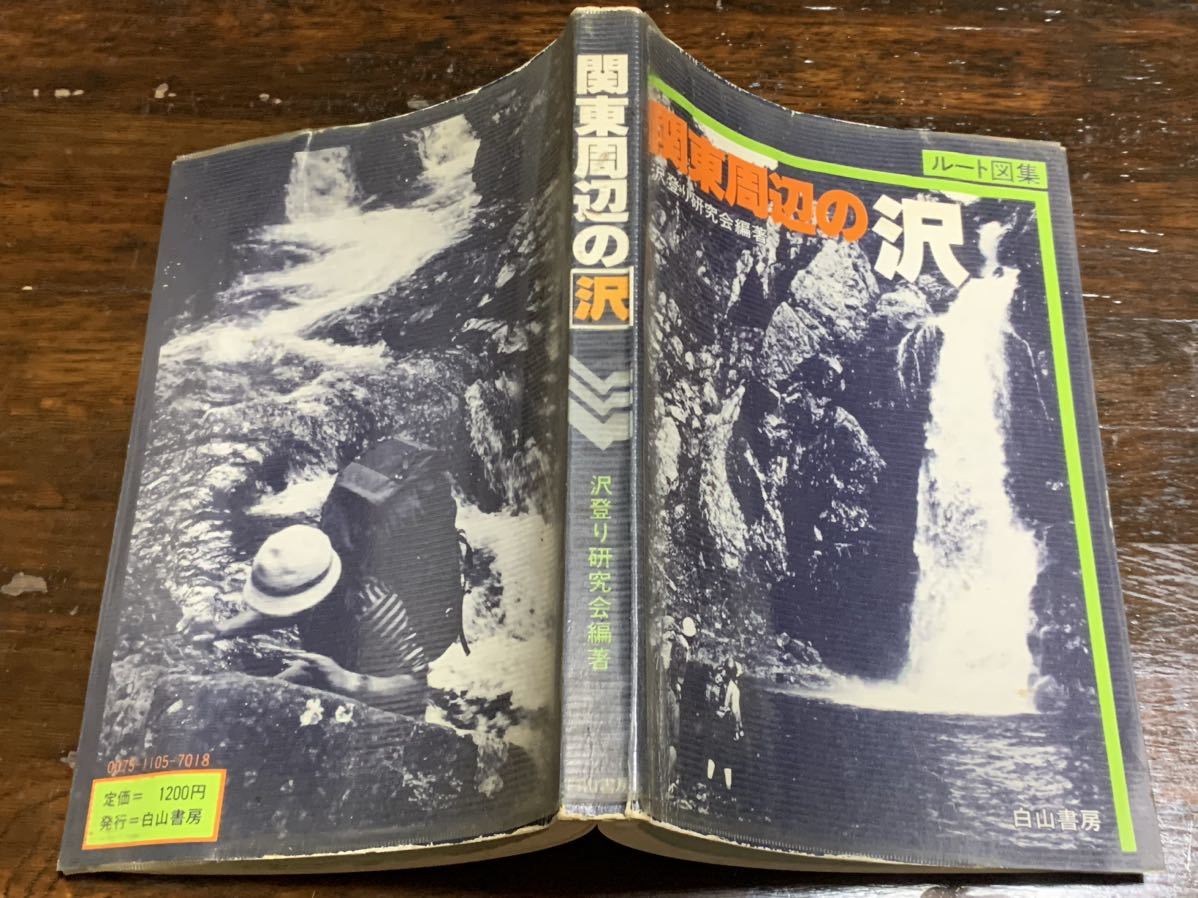 ルート図集
関東周辺の沢
沢登り研究会編著
白山書房
関東周辺の沢
沢登り研究会編著
0075-1105-7018
定価= 1200円
発行=白山書房